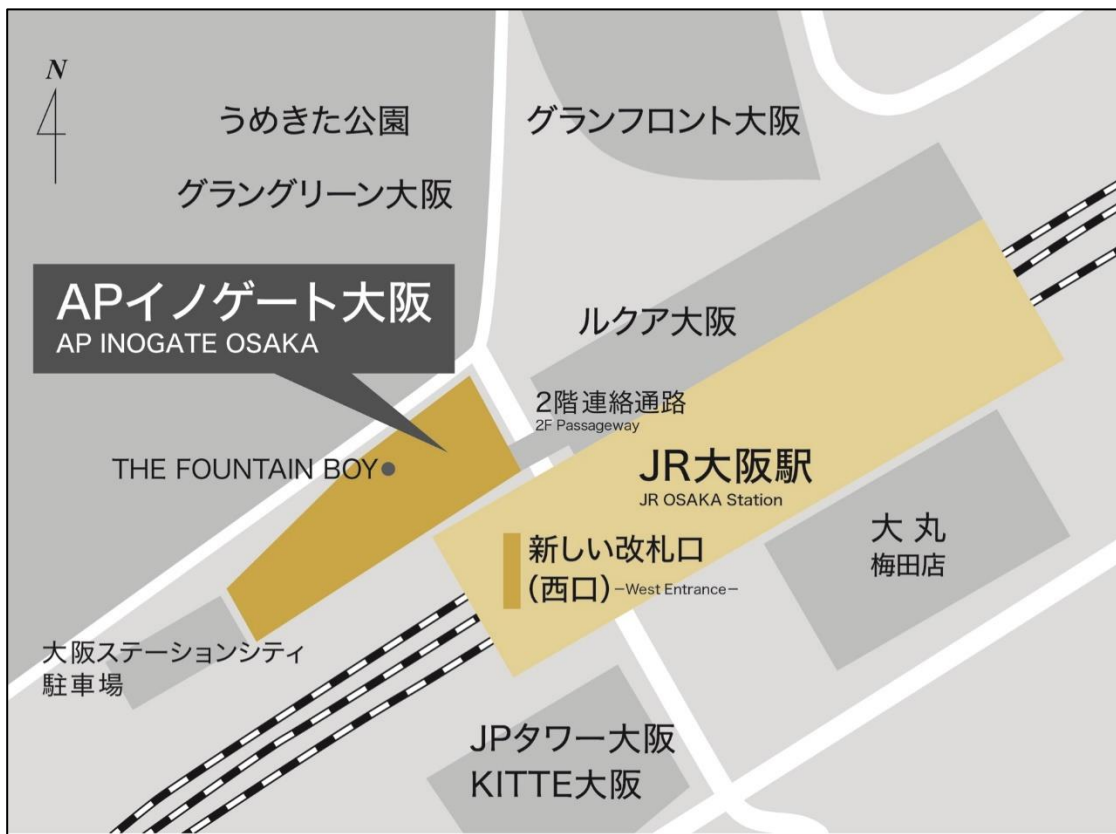 N
うめきた公園
グラングリーン大阪
グランフロント大阪
APイノゲート大阪
AP INOGATE OSAKA
ルクア大阪
2階連絡通路
2F Passageway
THE FOUNTAIN BOY
JR大阪駅
JR OSAKA Station
新しい改札口
(西口) −West Entrance−
大丸
梅田店
大阪ステーションシティ
駐車場
JPタワー大阪
KITTE大阪